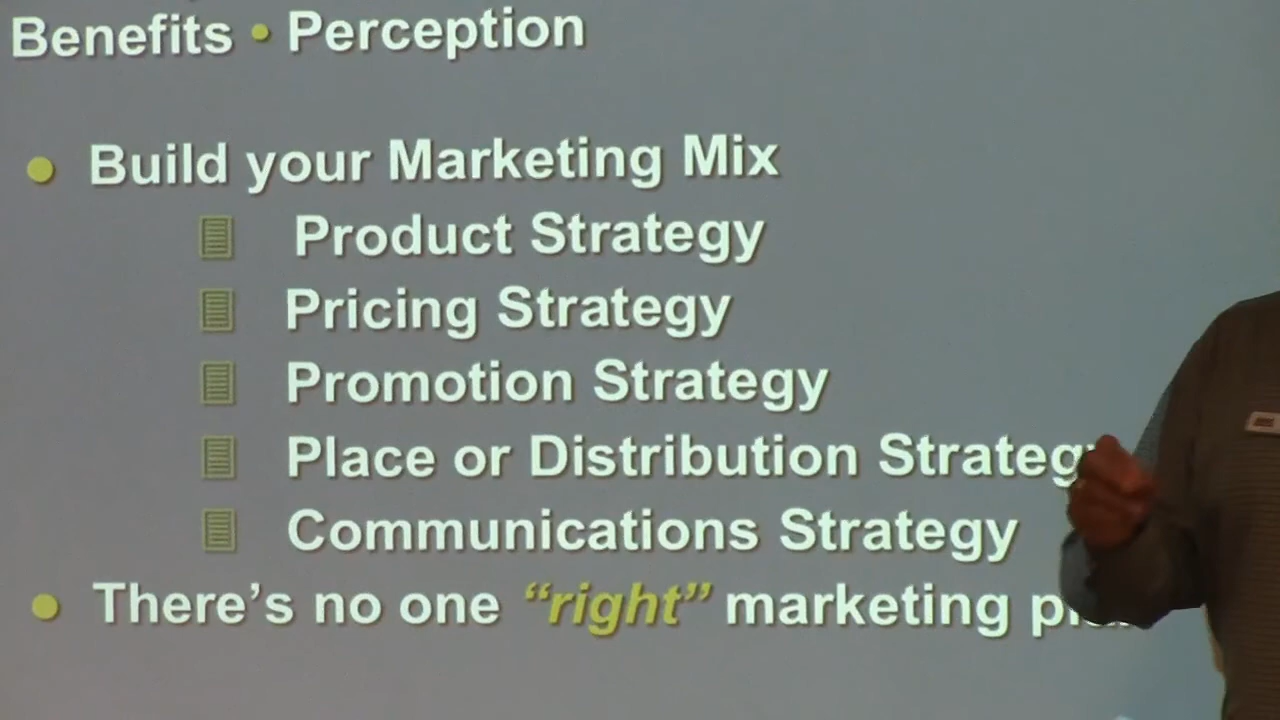 Benefits • Perception
• Build your Marketing Mix
Product Strategy
Pricing Strategy
Promotion Strategy
Place or Distribution Strategy
Communications Strategy
• There's no one “right” marketing